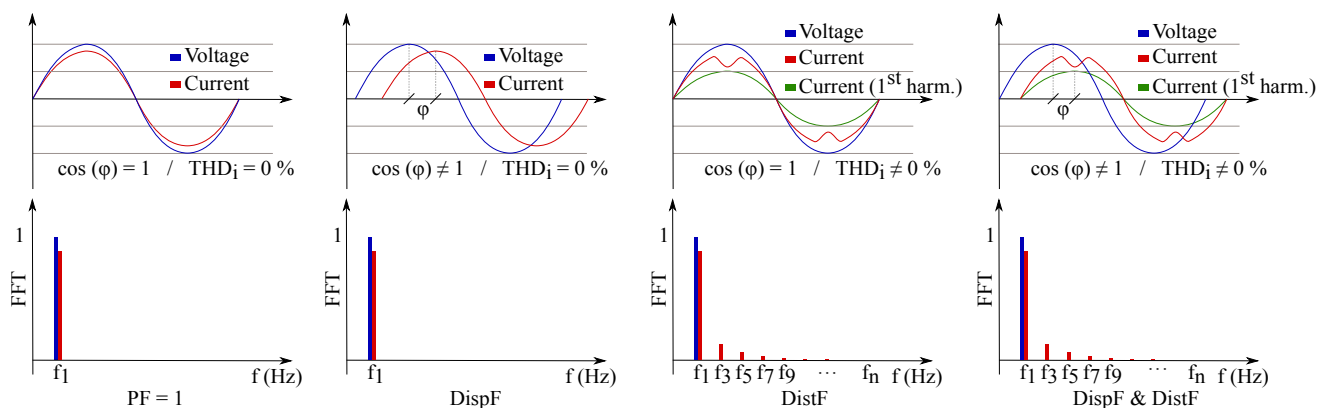 Voltage
Current
cos (φ) = 1 / THDi = 0 %
Voltage
Current
φ
cos (φ) ≠ 1 / THDi = 0 %
Voltage
Current
Current (1st harm.)
cos (φ) = 1 / THDi ≠ 0 %
Voltage
Current
Current (1st harm.)
φ
cos (φ) ≠ 1 / THDi ≠ 0 %
1
FFT
f1 f (Hz)
PF = 1
1
FFT
f1 f (Hz)
DispF
1
FFT
f1 f3 f5 f7 f9 ... fn f (Hz)
DistF
1
FFT
f1 f3 f5 f7 f9 ... fn f (Hz)
DispF & DistF